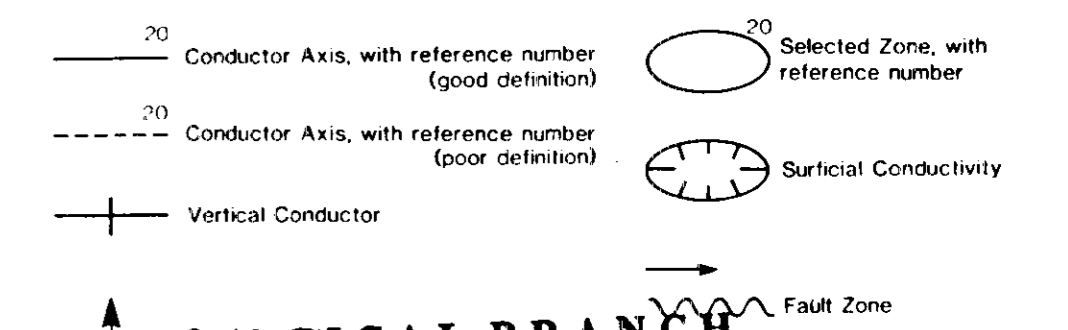 20
Conductor Axis, with reference number
(good definition)
20
Conductor Axis, with reference number
(poor definition)
Vertical Conductor
20
Selected Zone, with
reference number
Surficial Conductivity
Fault Zone
BRANCH